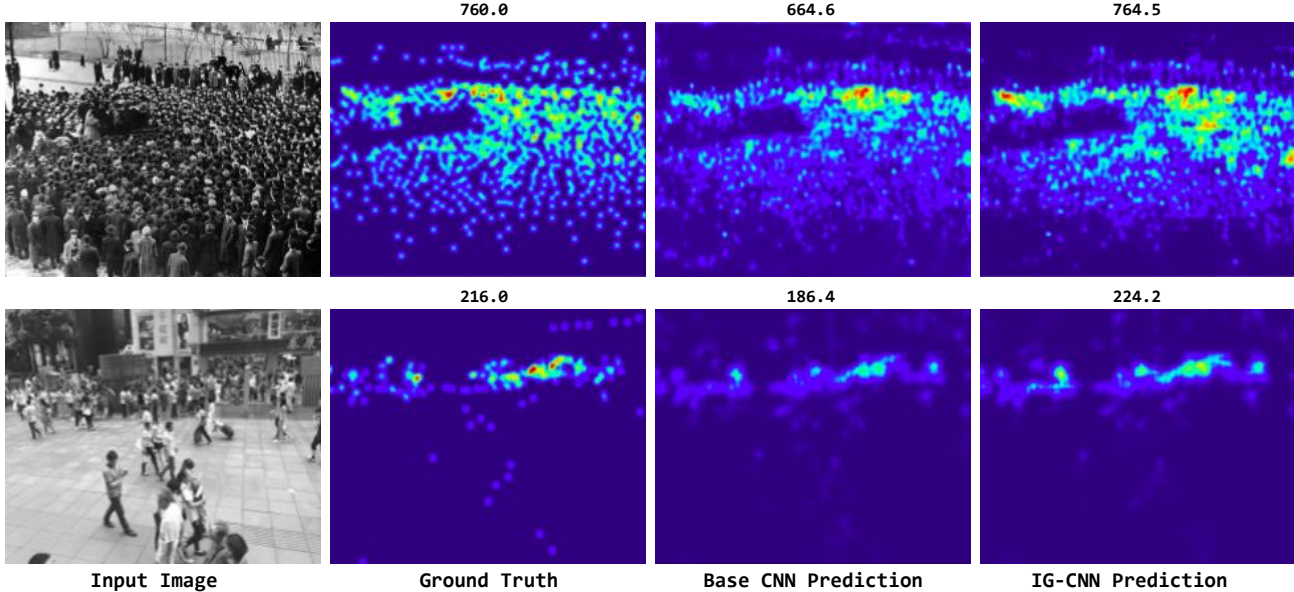 760.0 664.6 764.5
216.0 186.4 224.2
Input Image Ground Truth Base CNN Prediction IG-CNN Prediction